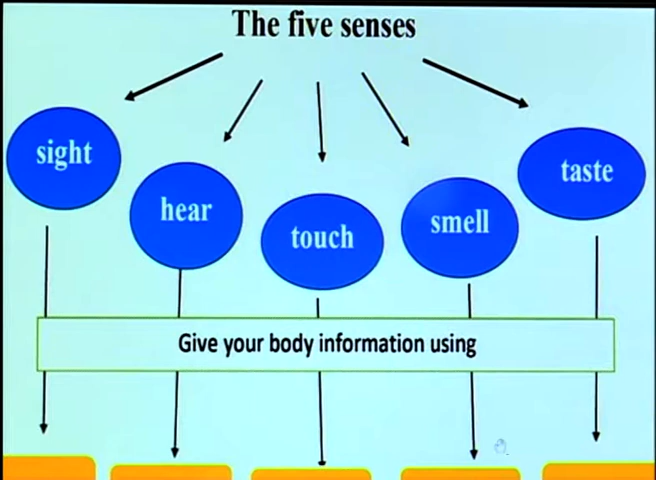 The five senses
sight
hear
touch
smell
taste
Give your body information using